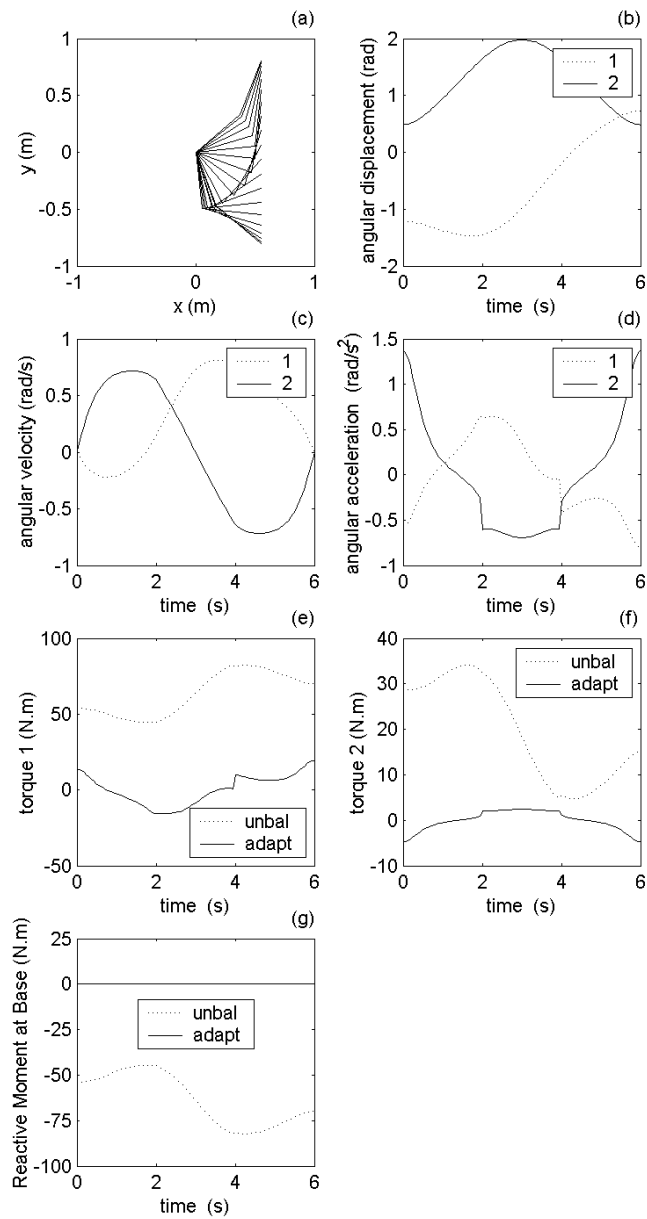 (a)
1
0.5
0
-0.5
-1
-1
0
1
y (m)
x (m)
(b)
2
1
0
-1
-2
0
2
4
6
1
2
angular displacement (rad)
time (s)
(c)
1
0.5
0
-0.5
-1
0
2
4
6
1
2
angular velocity (rad/s)
time (s)
(d)
1.5
1
0.5
0
-0.5
-1
0
2
4
6
1
2
angular acceleration (rad/s²)
time (s)
(e)
100
50
0
-50
0
2
4
6
unbal
adapt
torque 1 (N.m)
time (s)
(f)
40
30
20
10
0
-10
0
2
4
6
unbal
adapt
torque 2 (N.m)
time (s)
(g)
25
0
-25
-50
-75
-100
0
2
4
6
unbal
adapt
Reactive Moment at Base (N.m)
time (s)